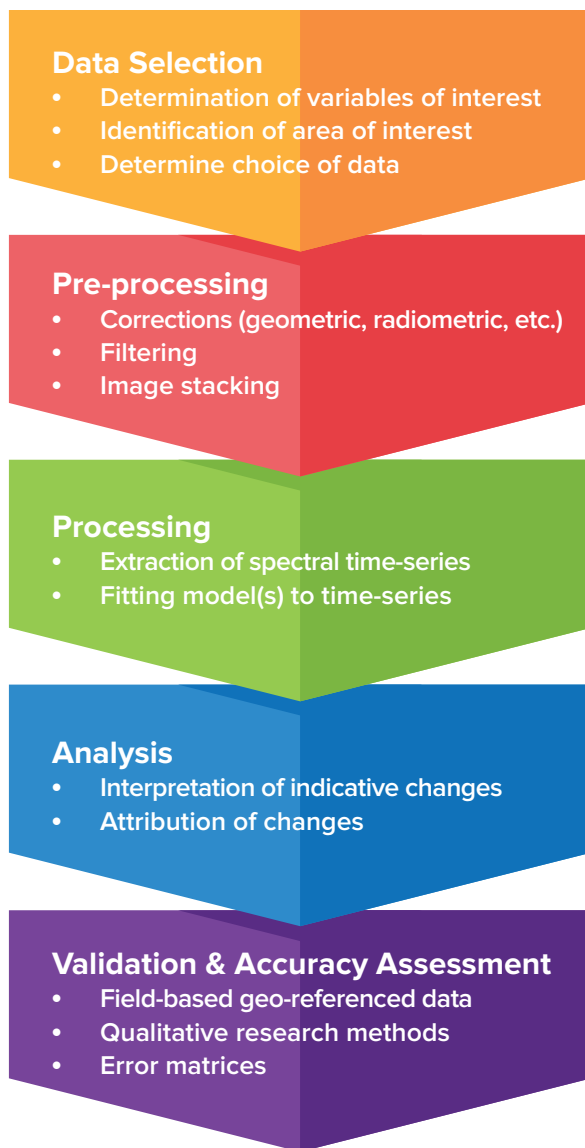 Data Selection
• Determination of variables of interest
• Identification of area of interest
• Determine choice of data
Pre-processing
• Corrections (geometric, radiometric, etc.)
• Filtering
• Image stacking
Processing
• Extraction of spectral time-series
• Fitting model(s) to time-series
Analysis
• Interpretation of indicative changes
• Attribution of changes
Validation & Accuracy Assessment
• Field-based geo-referenced data
• Qualitative research methods
• Error matrices